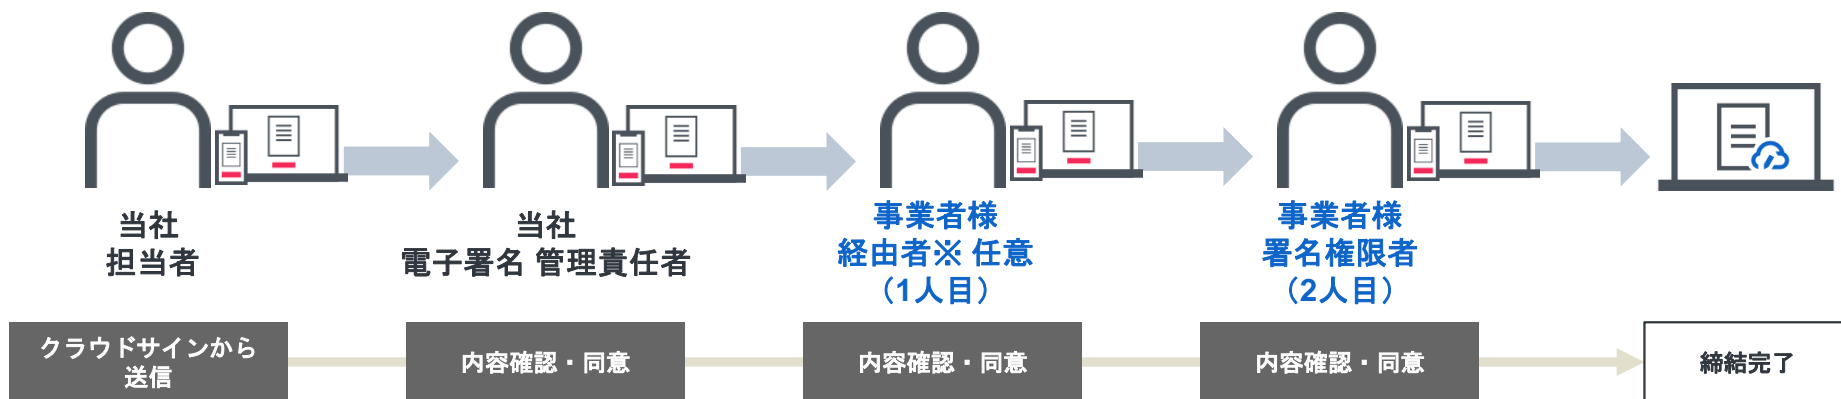 当社
担当者
当社
電子署名 管理責任者
事業者様
経由者※ 任意
（1人目）
事業者様
署名権限者
（2人目）
クラウドサインから
送信
内容確認・同意
内容確認・同意
内容確認・同意
締結完了